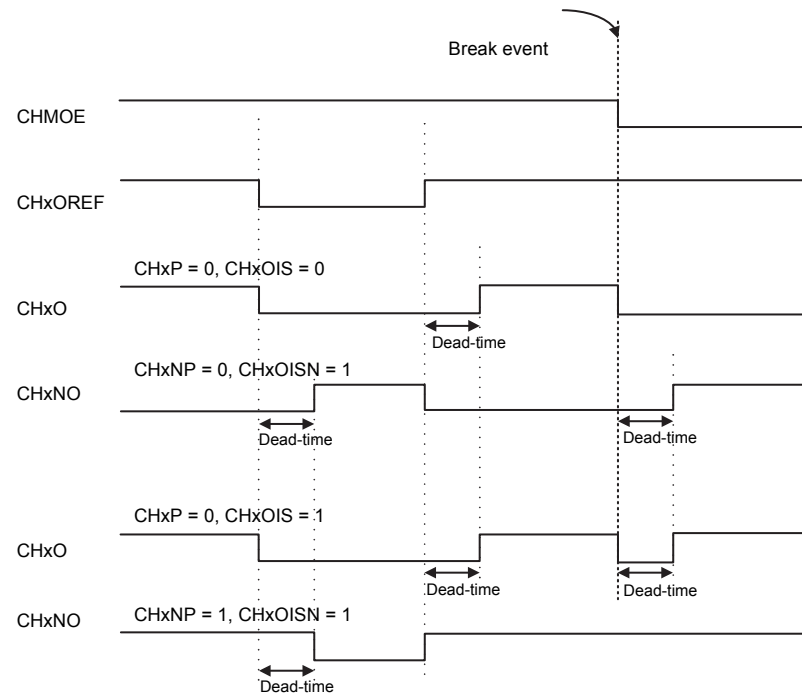 Break event
CHMOE
CHxOREF
CHxP = 0, CHxOIS = 0
CHxO
Dead-time
CHxNP = 0, CHxOISN = 1
CHxNO
Dead-time
Dead-time
CHxP = 0, CHxOIS = 1
CHxO
Dead-time
Dead-time
CHxNP = 1, CHxOISN = 1
CHxNO
Dead-time